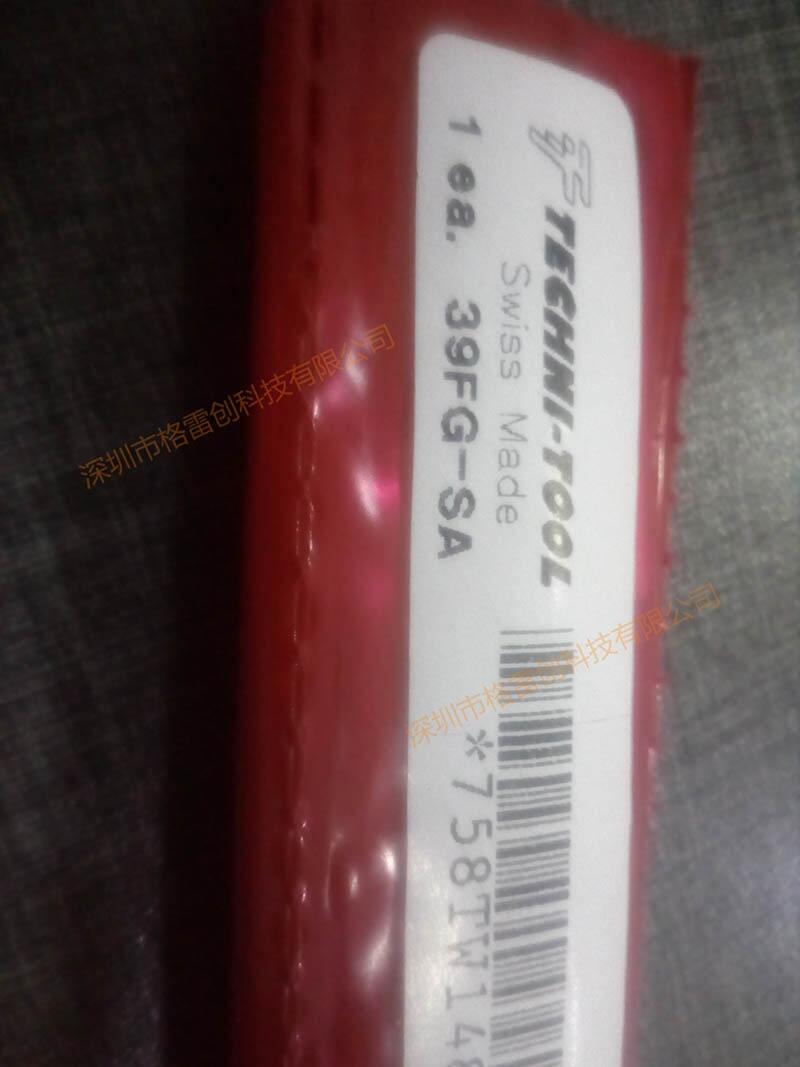 TECHNI-TOOL
Swiss Made
1 ea. 39FG-SA
*758TW148
深圳市格雷创科技有限公司
深圳市格雷创科技有限公司